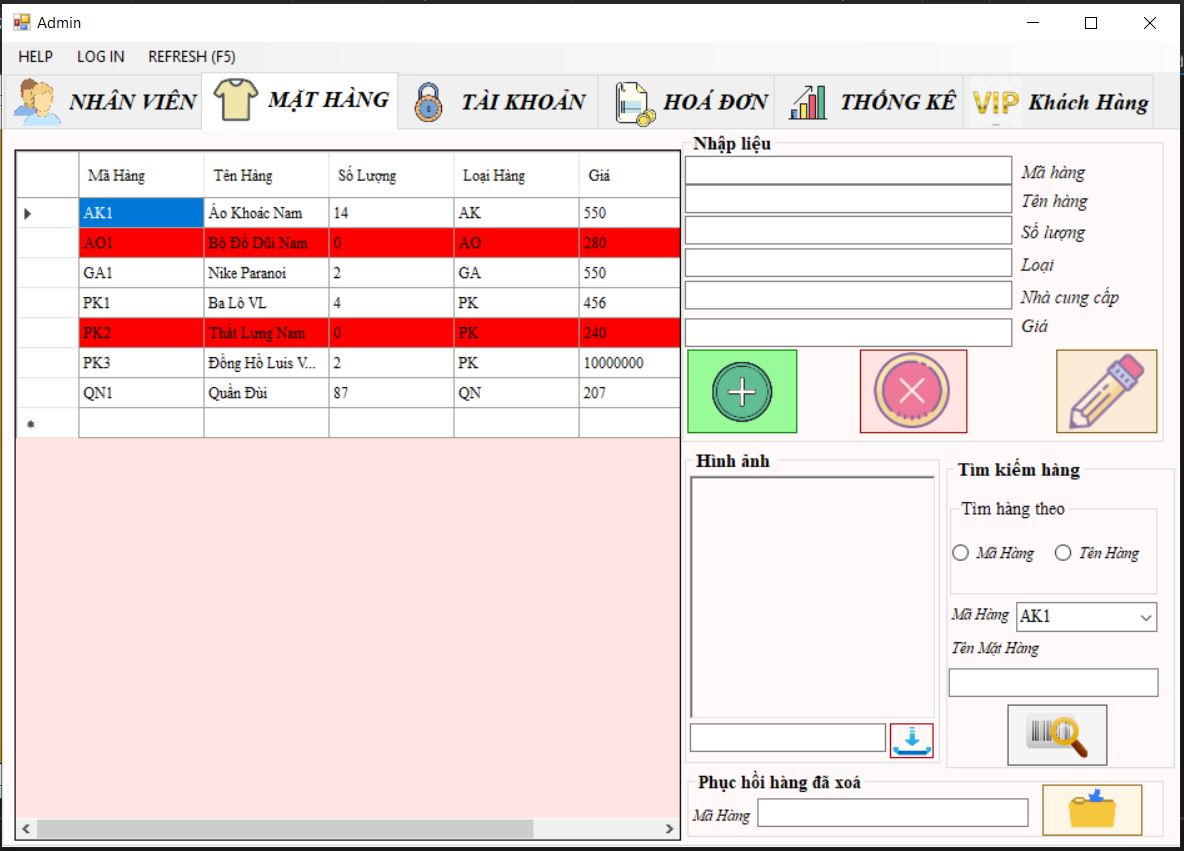 Admin
HELP LOG IN REFRESH (F5)
NHÂN VIÊN MẶT HÀNG TÀI KHOẢN HOÁ ĐƠN THỐNG KÊ VIP Khách Hàng
Mã Hàng Tên Hàng Số Lượng Loại Hàng Giá
AK1 Áo Khoác Nam 14 AK 550
AO1 Bộ Đồ Dũi Nam 0 AO 280
GA1 Nike Paranoi 2 GA 550
PK1 Ba Lô VL 4 PK 456
PK2 Thắt Lưng Nam 0 PK 240
PK3 Đồng Hồ Luis V... 2 PK 10000000
QN1 Quần Đùi 87 QN 207
Nhập liệu
Mã hàng
Tên hàng
Số lượng
Loại
Nhà cung cấp
Giá
Hình ảnh
Tìm kiếm hàng
Tìm hàng theo
Mã Hàng Tên Hàng
Mã Hàng AK1
Tên Mặt Hàng
Phục hồi hàng đã xoá
Mã Hàng